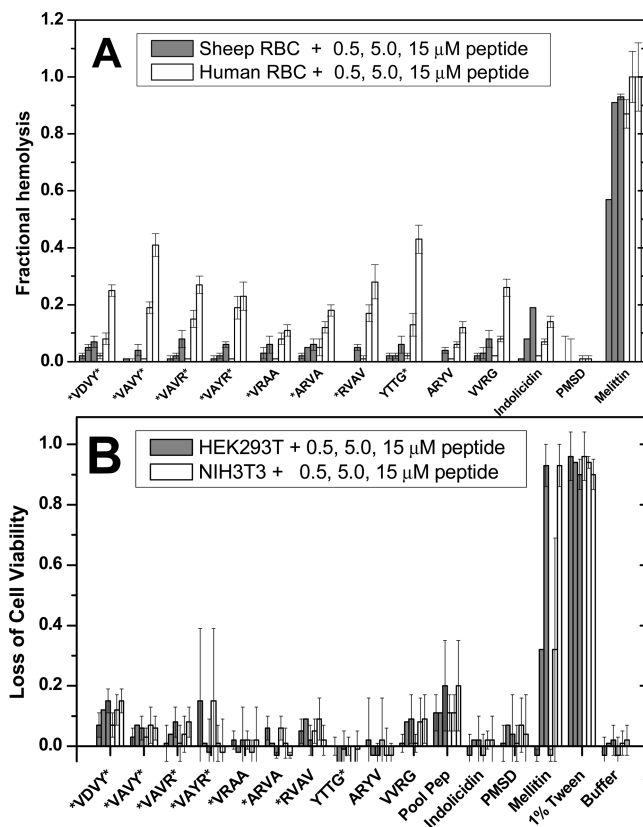 1.2
1.0
0.8
0.6
0.4
0.2
0.0
Fractional hemolysis
A
Sheep RBC + 0.5, 5.0, 15 μM peptide
Human RBC + 0.5, 5.0, 15 μM peptide
*VDVY*
*VAVY*
*VAVR*
*VAYR*
*VRAA
*ARVA
*RVAV
YTTG*
ARYV
VVRG
Indolicidin
PMSD
Melittin
1.0
0.8
0.6
0.4
0.2
0.0
Loss of Cell Viability
B
HEK293T + 0.5, 5.0, 15 μM peptide
NIH3T3 + 0.5, 5.0, 15 μM peptide
*VDVY*
*VAVY*
*VAVR*
*VAYR*
*VRAA
*ARVA
*RVAV
YTTG*
ARYV
VVRG
Pool Pep
Indolicidin
PMSD
Mellitin
1% Tween
Buffer